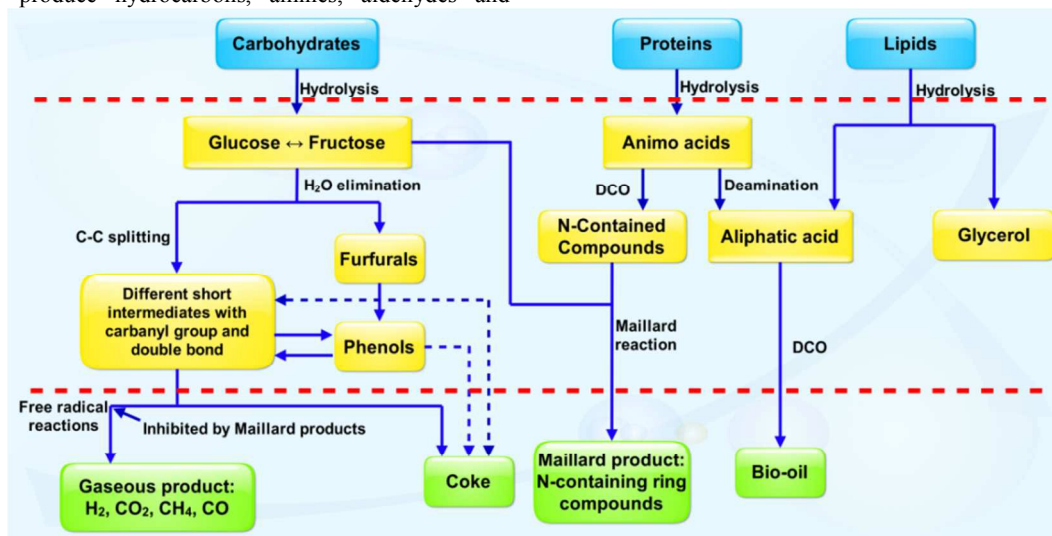 produce hydrocarbons, amines, aldehydes and
Carbohydrates
Proteins
Lipids
Hydrolysis
Hydrolysis
Hydrolysis
Glucose ↔ Fructose
Animo acids
H₂O elimination
DCO
Deamination
C-C splitting
Furfurals
N-Contained
Compounds
Aliphatic acid
Glycerol
Different short
intermediates with
carbanyl group and
double bond
Phenols
Maillard
reaction
DCO
Free radical
reactions
Inhibited by Maillard products
Gaseous product:
H₂, CO₂, CH₄, CO
Coke
Maillard product:
N-containing ring
compounds
Bio-oil